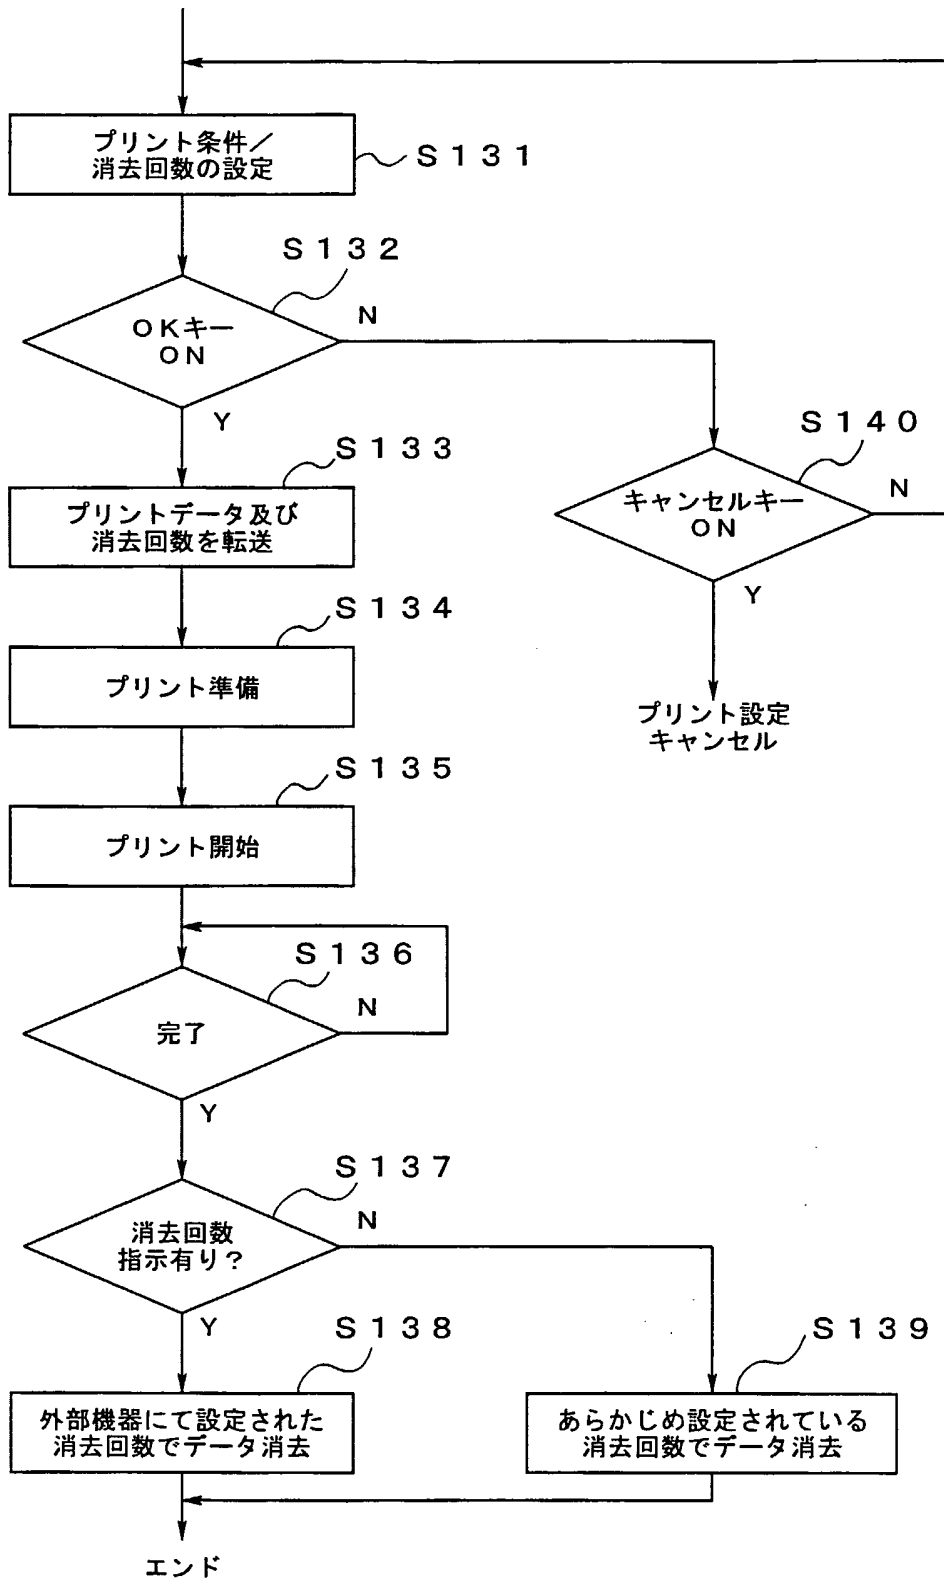 プリント条件／
消去回数の設定
Ｓ１３１
Ｓ１３２
ＯＫキー
ＯＮ
Ｎ
Ｙ
Ｓ１３３
プリントデータ及び
消去回数を転送
Ｓ１４０
キャンセルキー
ＯＮ
Ｎ
Ｙ
プリント設定
キャンセル
Ｓ１３４
プリント準備
Ｓ１３５
プリント開始
Ｓ１３６
完了
Ｎ
Ｙ
Ｓ１３７
消去回数
指示有り？
Ｎ
Ｙ
Ｓ１３８
外部機器にて設定された
消去回数でデータ消去
Ｓ１３９
あらかじめ設定されている
消去回数でデータ消去
エンド